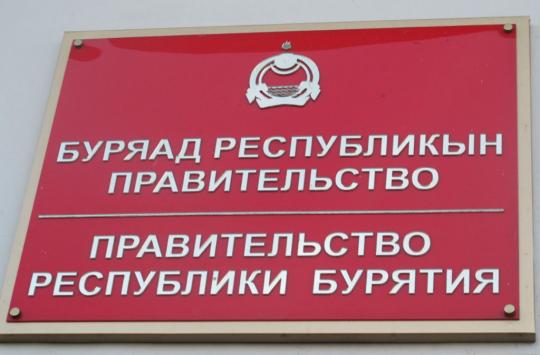 БУРЯАД РЕСПУБЛИКЫН
ПРАВИТЕЛЬСТВО
ПРАВИТЕЛЬСТВО
РЕСПУБЛИКИ БУРЯТИЯ